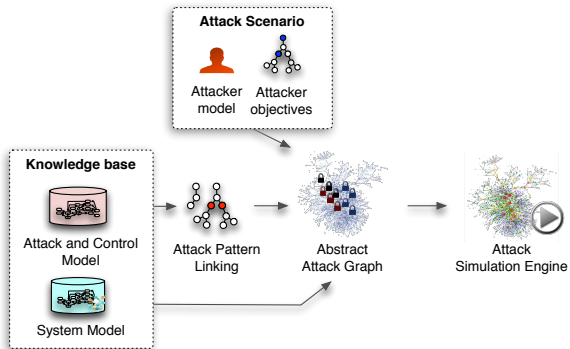 Attack Scenario
Attacker
model
Attacker
objectives
Knowledge base
Attack and Control
Model
System Model
Attack Pattern
Linking
Abstract
Attack Graph
Attack
Simulation Engine